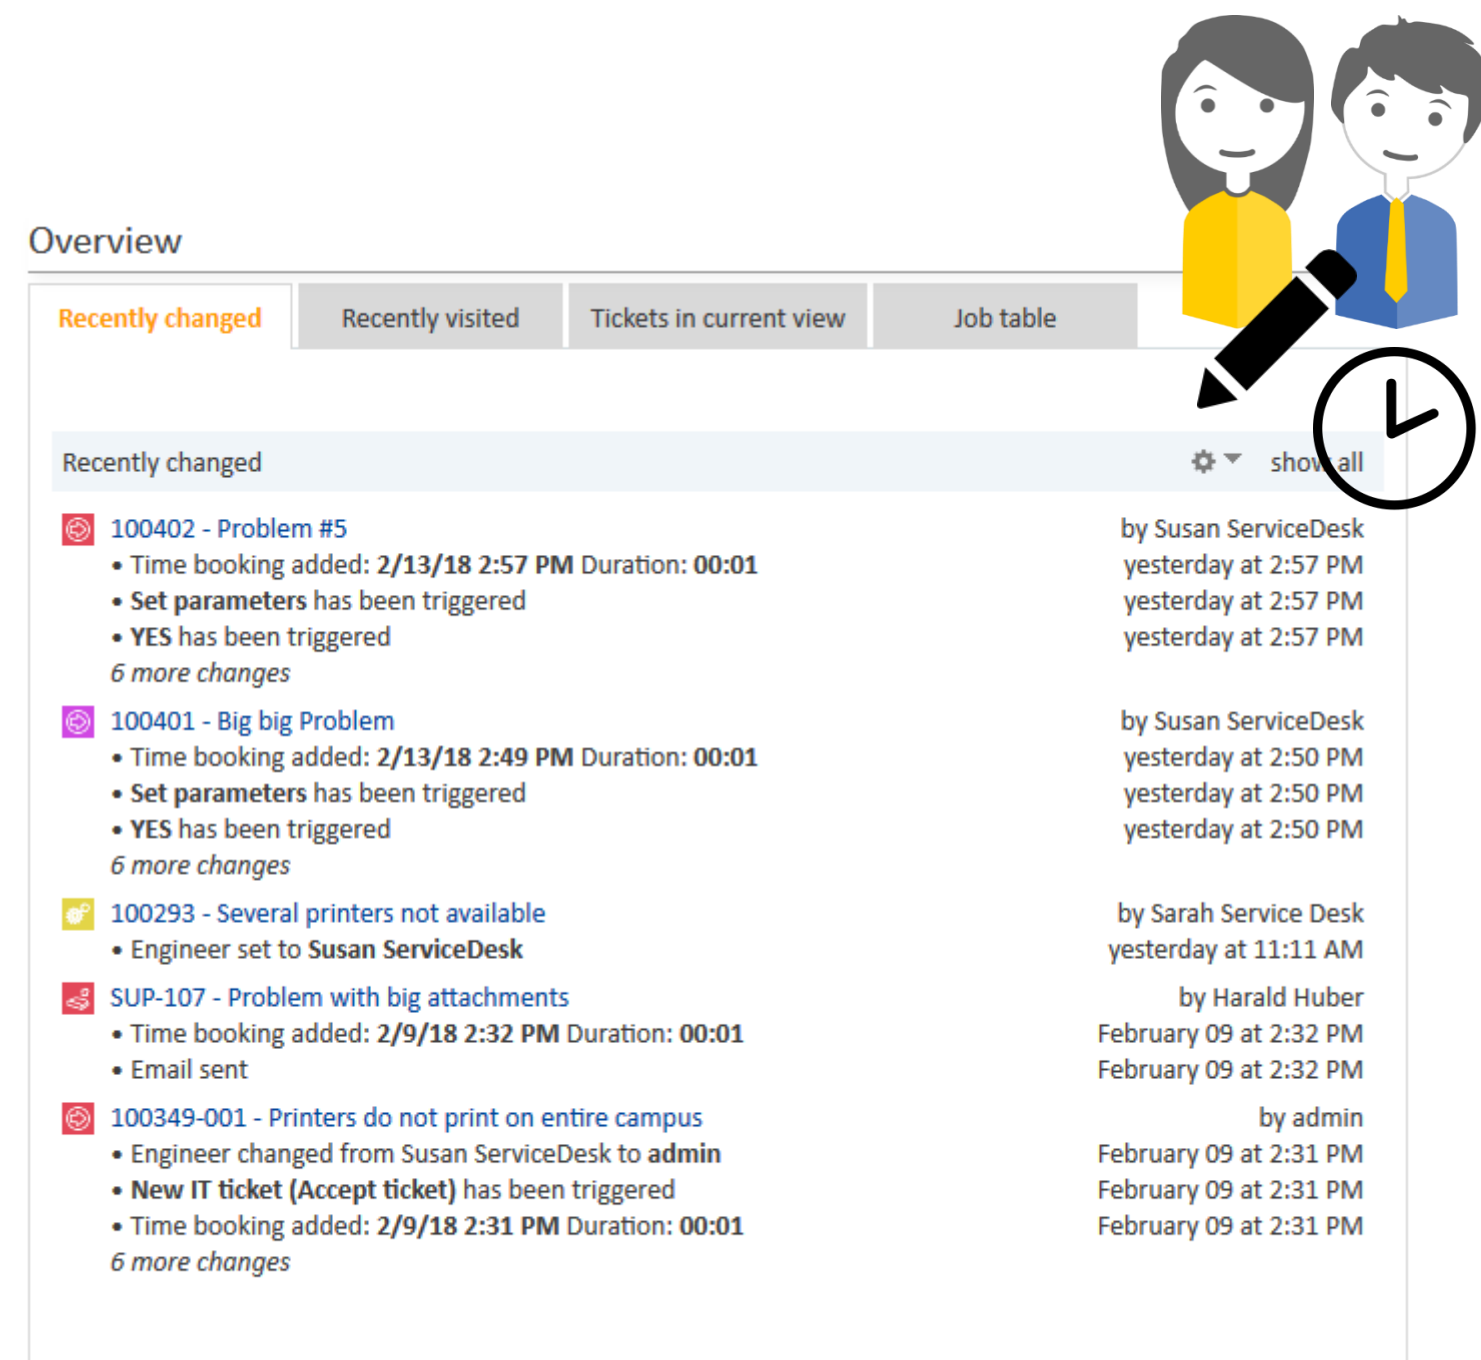 Overview
Recently changed Recently visited Tickets in current view Job table
Recently changed show all
100402 - Problem #5 by Susan ServiceDesk
• Time booking added: 2/13/18 2:57 PM Duration: 00:01 yesterday at 2:57 PM
• Set parameters has been triggered yesterday at 2:57 PM
• YES has been triggered yesterday at 2:57 PM
6 more changes
100401 - Big big Problem by Susan ServiceDesk
• Time booking added: 2/13/18 2:49 PM Duration: 00:01 yesterday at 2:50 PM
• Set parameters has been triggered yesterday at 2:50 PM
• YES has been triggered yesterday at 2:50 PM
6 more changes
100293 - Several printers not available by Sarah Service Desk
• Engineer set to Susan ServiceDesk yesterday at 11:11 AM
SUP-107 - Problem with big attachments by Harald Huber
• Time booking added: 2/9/18 2:32 PM Duration: 00:01 February 09 at 2:32 PM
• Email sent February 09 at 2:32 PM
100349-001 - Printers do not print on entire campus by admin
• Engineer changed from Susan ServiceDesk to admin February 09 at 2:31 PM
• New IT ticket (Accept ticket) has been triggered February 09 at 2:31 PM
• Time booking added: 2/9/18 2:31 PM Duration: 00:01 February 09 at 2:31 PM
6 more changes